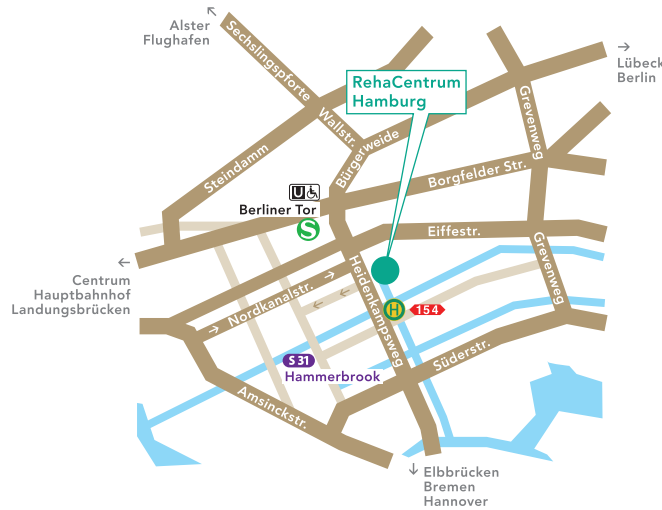 Alster
Flughafen
Sechslingspforte
Lübeck
Berlin
RehaCentrum
Hamburg
Wallstr.
Grevenweg
Bürgerweide
Steindamm
Borgfelder Str.
U
Berliner Tor
S
Eiffestr.
Grevenweg
Centrum
Hauptbahnhof
Landungsbrücken
Heidenkampsweg
Nordkanalstr.
H
154
S 31
Hammerbrook
Süderstr.
Amsinckstr.
Elbbrücken
Bremen
Hannover